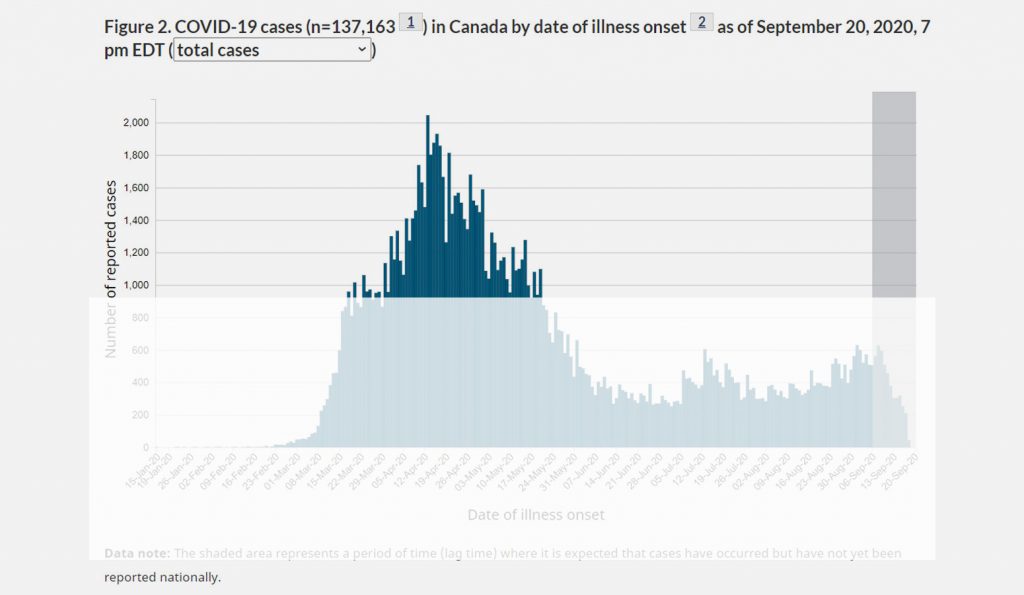 Figure 2. COVID-19 cases (n=137,163 1 ) in Canada by date of illness onset 2 as of September 20, 2020, 7
pm EDT (total cases)
Number of reported cases
2,000
1,800
1,600
1,400
1,200
1,000
800
600
400
200
0
15-Jan-20
19-Jan-20
26-Jan-20
02-Feb-20
09-Feb-20
16-Feb-20
23-Feb-20
01-Mar-20
08-Mar-20
15-Mar-20
22-Mar-20
29-Mar-20
05-Apr-20
12-Apr-20
19-Apr-20
26-Apr-20
03-May-20
10-May-20
17-May-20
24-May-20
31-May-20
07-Jun-20
14-Jun-20
21-Jun-20
28-Jun-20
05-Jul-20
12-Jul-20
19-Jul-20
26-Jul-20
02-Aug-20
09-Aug-20
16-Aug-20
23-Aug-20
30-Aug-20
06-Sep-20
13-Sep-20
20-Sep-20
Date of illness onset
Data note: The shaded area represents a period of time (lag time) where it is expected that cases have occurred but have not yet been
reported nationally.